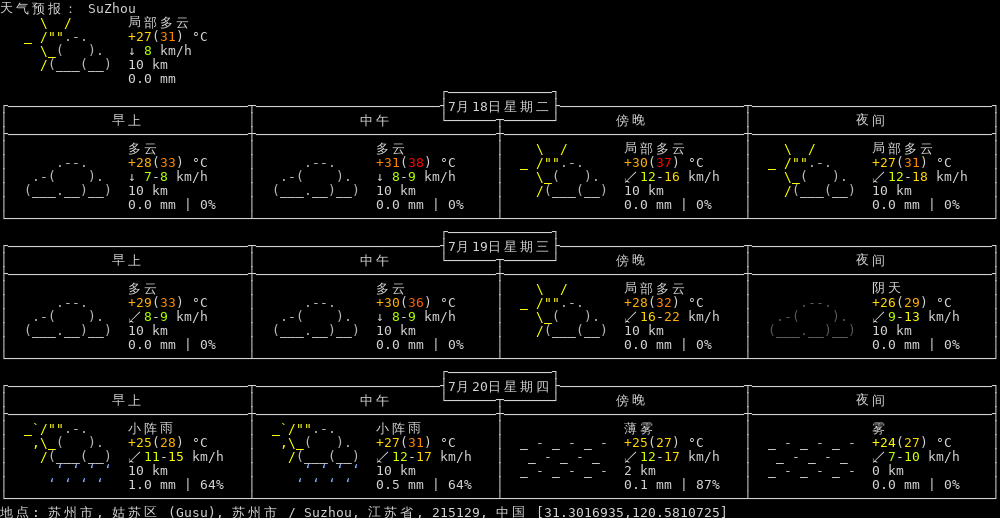 天气预报： SuZhou
局部多云
+27(31) °C
↓ 8 km/h
10 km
0.0 mm
7月18日星期二
早上 中午 傍晚 夜间
多云 多云 局部多云 局部多云
+28(33) °C +31(38) °C +30(37) °C +27(31) °C
↓ 7-8 km/h ↓ 8-9 km/h ↙ 12-16 km/h ↙ 12-18 km/h
10 km 10 km 10 km 10 km
0.0 mm | 0% 0.0 mm | 0% 0.0 mm | 0% 0.0 mm | 0%
7月19日星期三
早上 中午 傍晚 夜间
多云 多云 局部多云 阴天
+29(33) °C +30(36) °C +28(32) °C +26(29) °C
↙ 8-9 km/h ↓ 8-9 km/h ↙ 16-22 km/h ↙ 9-13 km/h
10 km 10 km 10 km 10 km
0.0 mm | 0% 0.0 mm | 0% 0.0 mm | 0% 0.0 mm | 0%
7月20日星期四
早上 中午 傍晚 夜间
小阵雨 小阵雨 薄雾 雾
+25(28) °C +27(31) °C +25(27) °C +24(27) °C
↙ 11-15 km/h ↙ 12-17 km/h ↙ 12-17 km/h ↙ 7-10 km/h
10 km 10 km 2 km 0 km
1.0 mm | 64% 0.5 mm | 64% 0.1 mm | 87% 0.0 mm | 0%
地点: 苏州市, 姑苏区 (Gusu), 苏州市 / Suzhou, 江苏省, 215129, 中国 [31.3016935,120.5810725]